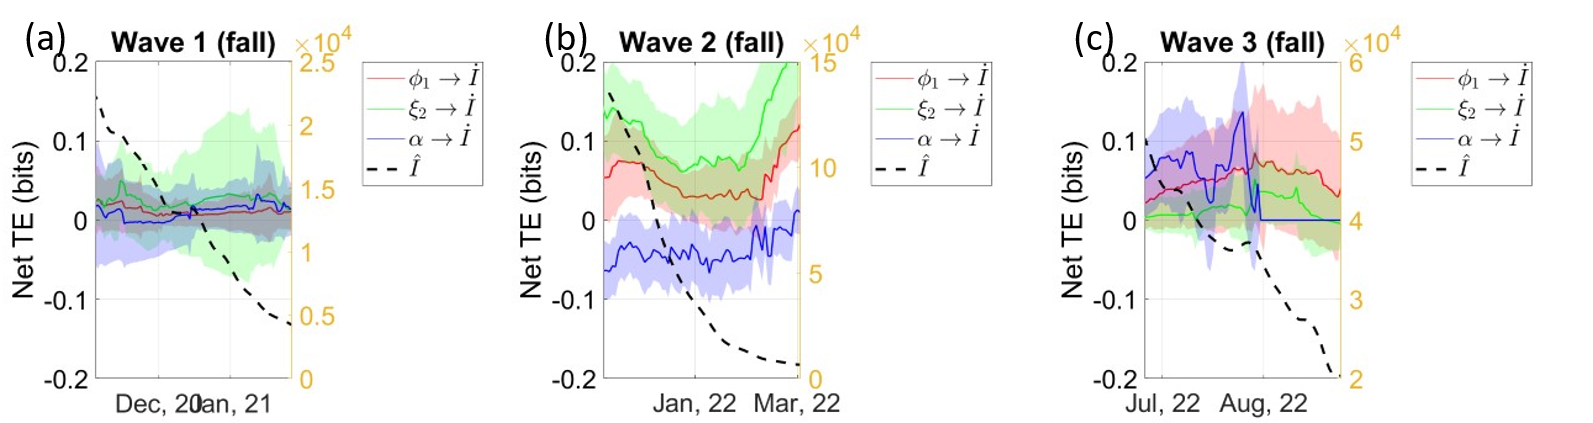 (a)
Wave 1 (fall)
×10⁴
Net TE (bits)
0.2
0.1
0
-0.1
-0.2
2.5
2
1.5
1
0.5
0
Dec, 20
Jan, 21
ϕ₁ → İ
ξ₂ → İ
α → İ
Î
(b)
Wave 2 (fall)
×10⁴
Net TE (bits)
0.2
0.1
0
-0.1
-0.2
15
10
5
0
Jan, 22
Mar, 22
ϕ₁ → İ
ξ₂ → İ
α → İ
Î
(c)
Wave 3 (fall)
×10⁴
Net TE (bits)
0.2
0.1
0
-0.1
-0.2
6
5
4
3
2
Jul, 22
Aug, 22
ϕ₁ → İ
ξ₂ → İ
α → İ
Î